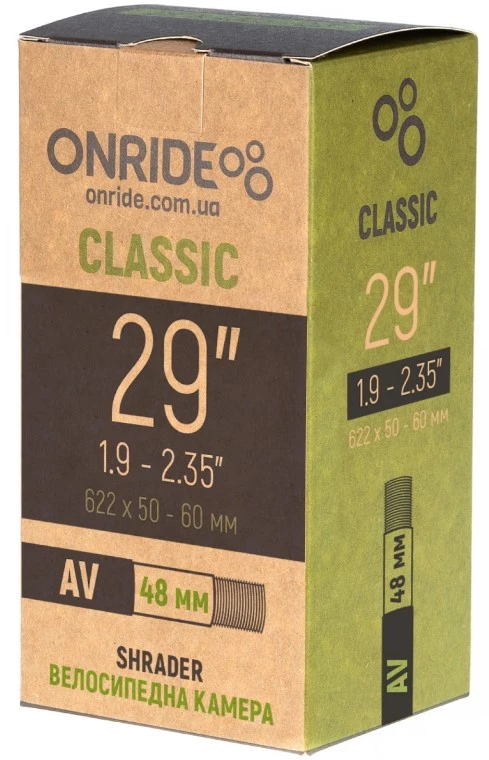 ONRIDE
onride.com.ua
CLASSIC
29"
1.9 - 2.35"
622 x 50 - 60 мм
AV
48 мм
SHRADER
ВЕЛОСИПЕДНА КАМЕРА
CLASSIC
29"
1.9 - 2.35"
622 x 50 - 60 мм
48 мм
AV